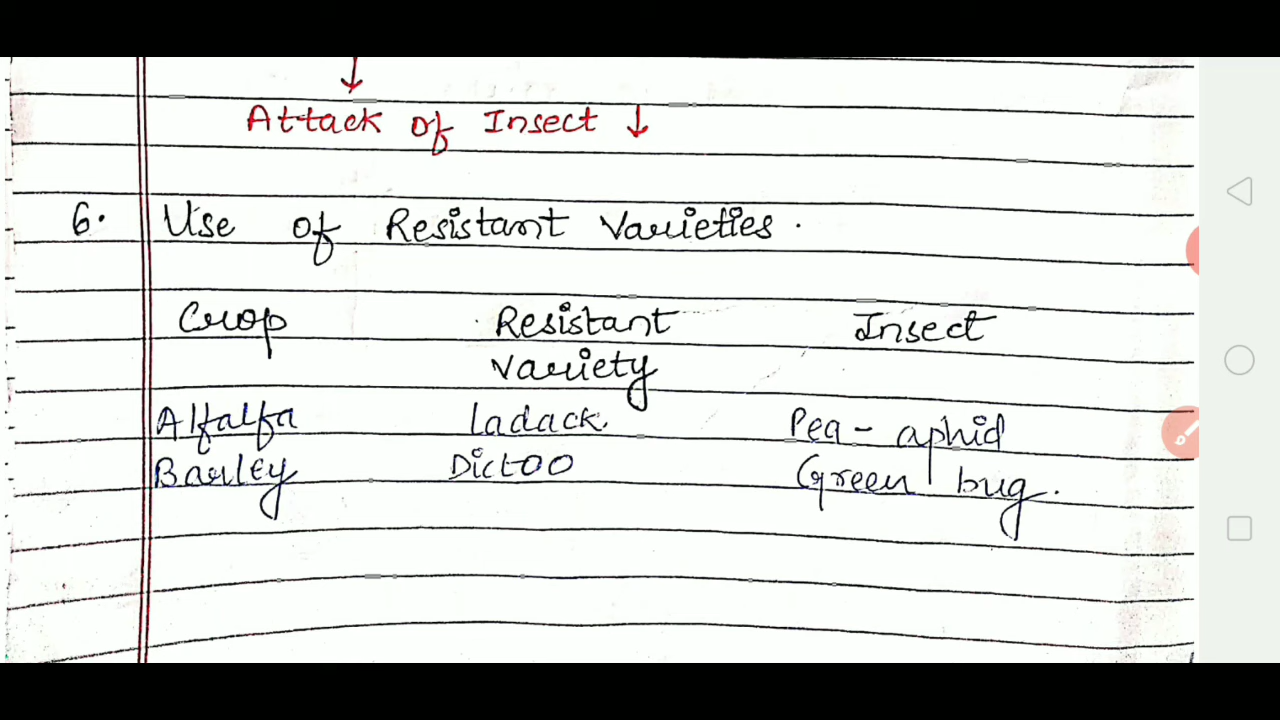 ↓
Attack of Insect ↓
6. Use of Resistant Varieties.
Crop Resistant Variety Insect
Alfalfa Ladack. Pea-aphid
Barley Dictoo Green bug.